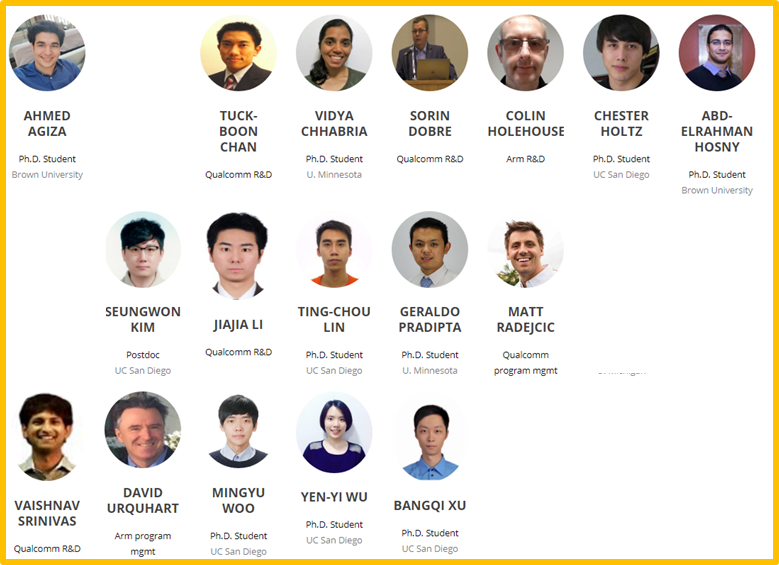 AHMED
AGIZA
Ph.D. Student
Brown University
TUCK-
BOON
CHAN
Qualcomm R&D
VIDYA
CHHABRIA
Ph.D. Student
U. Minnesota
SORIN
DOBRE
Qualcomm R&D
COLIN
HOLEHOUSE
Arm R&D
CHESTER
HOLTZ
Ph.D. Student
UC San Diego
ABD-
ELRAHMAN
HOSNY
Ph.D. Student
Brown University
SEUNGWON
KIM
Postdoc
UC San Diego
JIAJIA LI
Qualcomm R&D
TING-CHOU
LIN
Ph.D. Student
UC San Diego
GERALDO
PRADIPTA
Ph.D. Student
U. Minnesota
MATT
RADEJCIC
Qualcomm
program mgmt
VAISHNAV
SRINIVAS
Qualcomm R&D
DAVID
URQUHART
Arm program
mgmt
MINGYU
WOO
Ph.D. Student
UC San Diego
YEN-YI WU
Ph.D. Student
UC San Diego
BANGQI XU
Ph.D. Student
UC San Diego